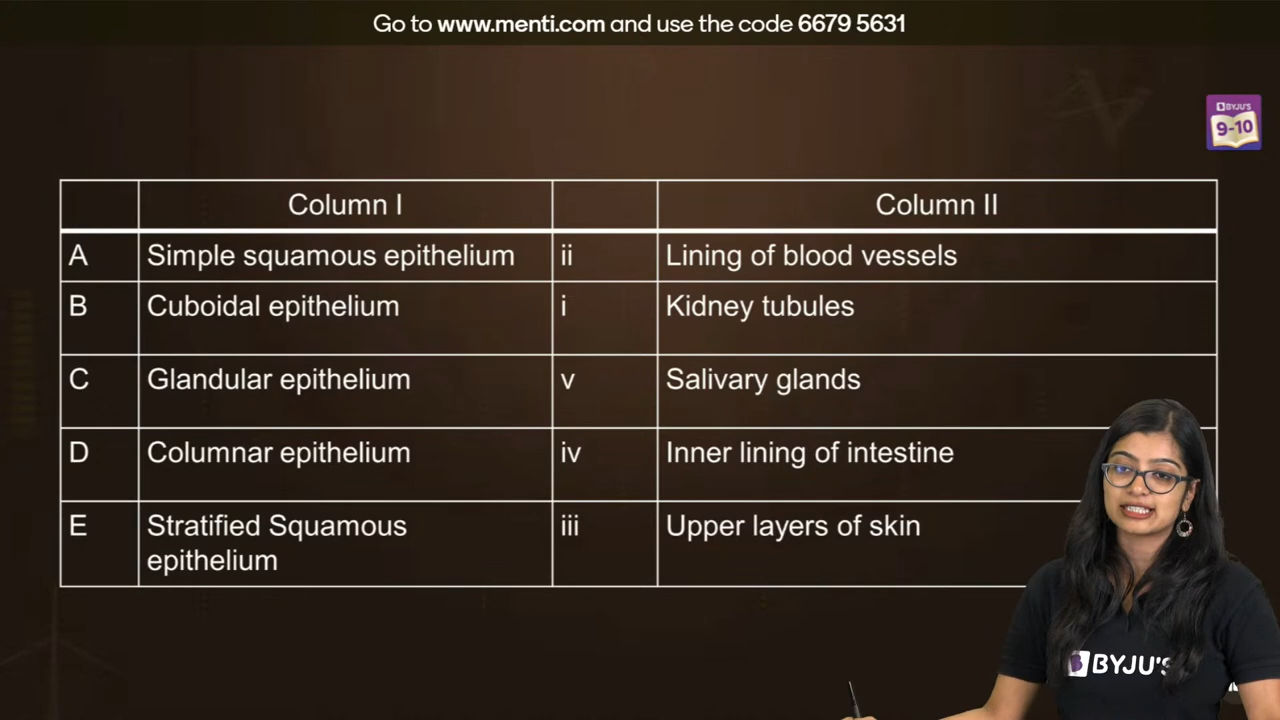 Go to www.menti.com and use the code 6679 5631
BYJU'S
9-10
Column I Column II
A Simple squamous epithelium ii Lining of blood vessels
B Cuboidal epithelium i Kidney tubules
C Glandular epithelium v Salivary glands
D Columnar epithelium iv Inner lining of intestine
E Stratified Squamous iii Upper layers of skin
epithelium
BYJU'S